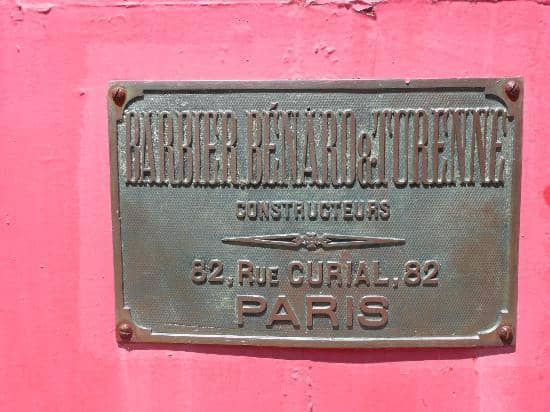 BARBIER, BÉNARD & TURENNE
CONSTRUCTEURS
82, RUE CURIAL, 82
PARIS